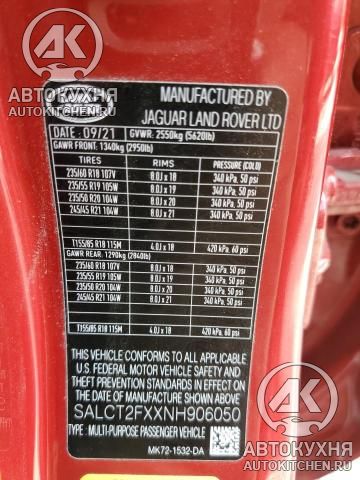 АВТОКУХНЯ
AUTOKITCHEN.RU
АВТОКУХНЯ
AUTOKITCHEN.RU
MANUFACTURED BY
JAGUAR LAND ROVER LTD
DATE : 09/21 GVWR: 2550kg (5620lb)
GAWR FRONT: 1340kg (2950lb)
TIRES RIMS PRESSURE (COLD)
235/60 R18 107V 8.0J x 18 340 kPa, 50 psi
235/55 R19 105W 8.0J x 19 340 kPa, 50 psi
235/50 R20 104W 8.0J x 20 340 kPa, 50 psi
245/45 R21 104W 8.0J x 21 340 kPa, 50 psi
T155/85 R18 115M 4.0J x 18 420 kPa, 60 psi
GAWR REAR: 1290kg (2840lb)
235/60 R18 107V 8.0J x 18 340 kPa, 50 psi
235/55 R19 105W 8.0J x 19 340 kPa, 50 psi
235/50 R20 104W 8.0J x 20 340 kPa, 50 psi
245/45 R21 104W 8.0J x 21 340 kPa, 50 psi
T155/85 R18 115M 4.0J x 18 420 kPa, 60 psi
THIS VEHICLE CONFORMS TO ALL APPLICABLE
U.S. FEDERAL MOTOR VEHICLE SAFETY
STANDARDS IN EFFECT ON THE
DATE OF MANUFACTURE SHOWN ABOVE
SALCT2FXXNH906050
TYPE : MULTI-PURPOSE PASSENGER VEHICLE
MK72-1532-DA
АВТОКУХНЯ
AUTOKITCHEN.RU
АВТОКУХНЯ
AUTOKITCHEN.RU